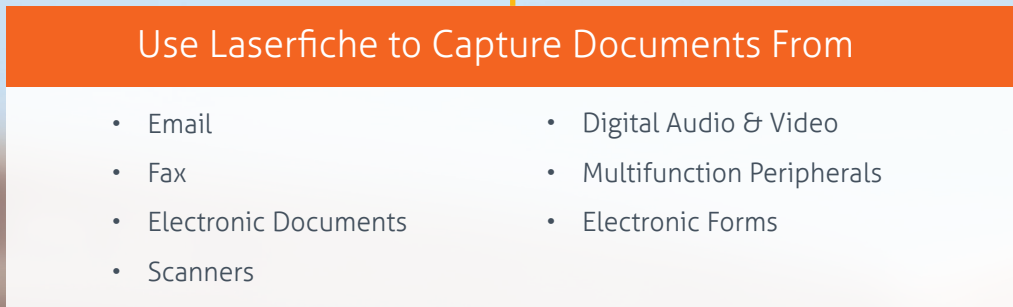 Use Laserfiche to Capture Documents From
• Email
• Fax
• Electronic Documents
• Scanners
• Digital Audio & Video
• Multifunction Peripherals
• Electronic Forms